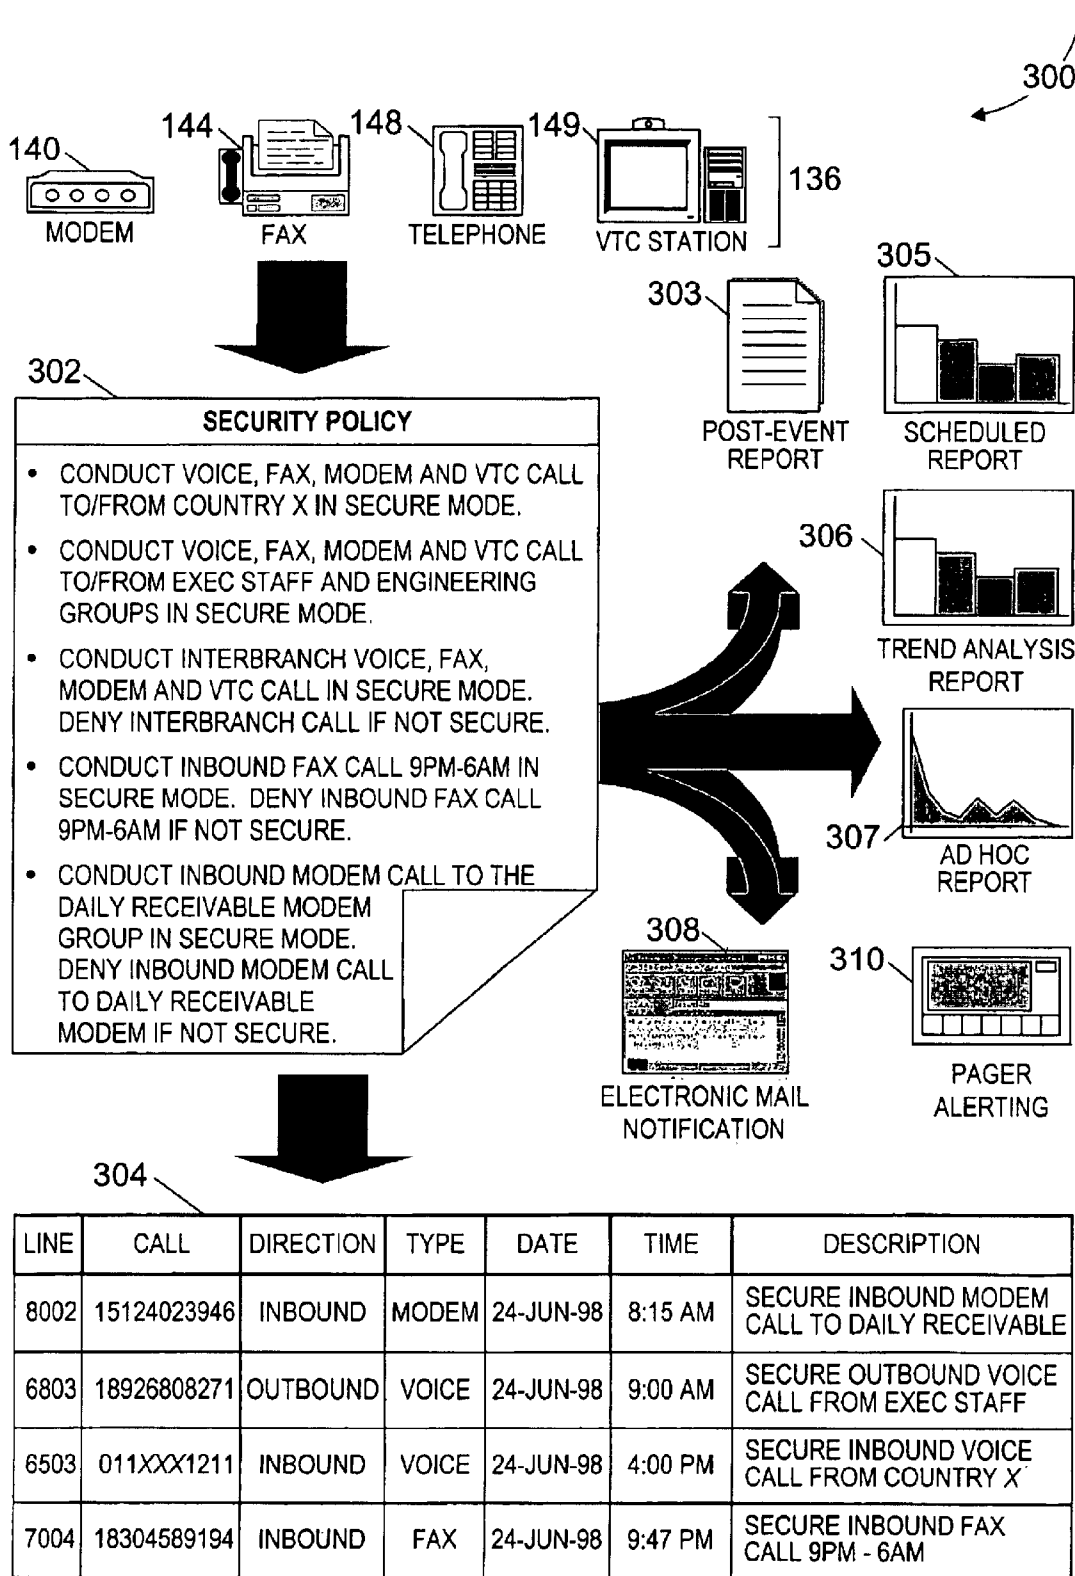 300
140
144
148
149
136
MODEM
FAX
TELEPHONE
VTC STATION
303
305
POST-EVENT
REPORT
SCHEDULED
REPORT
306
TREND ANALYSIS
REPORT
307
AD HOC
REPORT
308
ELECTRONIC MAIL
NOTIFICATION
310
PAGER
ALERTING
302
SECURITY POLICY
• CONDUCT VOICE, FAX, MODEM AND VTC CALL
TO/FROM COUNTRY X IN SECURE MODE.
• CONDUCT VOICE, FAX, MODEM AND VTC CALL
TO/FROM EXEC STAFF AND ENGINEERING
GROUPS IN SECURE MODE.
• CONDUCT INTERBRANCH VOICE, FAX,
MODEM AND VTC CALL IN SECURE MODE.
DENY INTERBRANCH CALL IF NOT SECURE.
• CONDUCT INBOUND FAX CALL 9PM-6AM IN
SECURE MODE. DENY INBOUND FAX CALL
9PM-6AM IF NOT SECURE.
• CONDUCT INBOUND MODEM CALL TO THE
DAILY RECEIVABLE MODEM
GROUP IN SECURE MODE.
DENY INBOUND MODEM CALL
TO DAILY RECEIVABLE
MODEM IF NOT SECURE.
304
LINE CALL DIRECTION TYPE DATE TIME DESCRIPTION
8002 15124023946 INBOUND MODEM 24-JUN-98 8:15 AM SECURE INBOUND MODEM
CALL TO DAILY RECEIVABLE
6803 18926808271 OUTBOUND VOICE 24-JUN-98 9:00 AM SECURE OUTBOUND VOICE
CALL FROM EXEC STAFF
6503 011XXX1211 INBOUND VOICE 24-JUN-98 4:00 PM SECURE INBOUND VOICE
CALL FROM COUNTRY X
7004 18304589194 INBOUND FAX 24-JUN-98 9:47 PM SECURE INBOUND FAX
CALL 9PM - 6AM